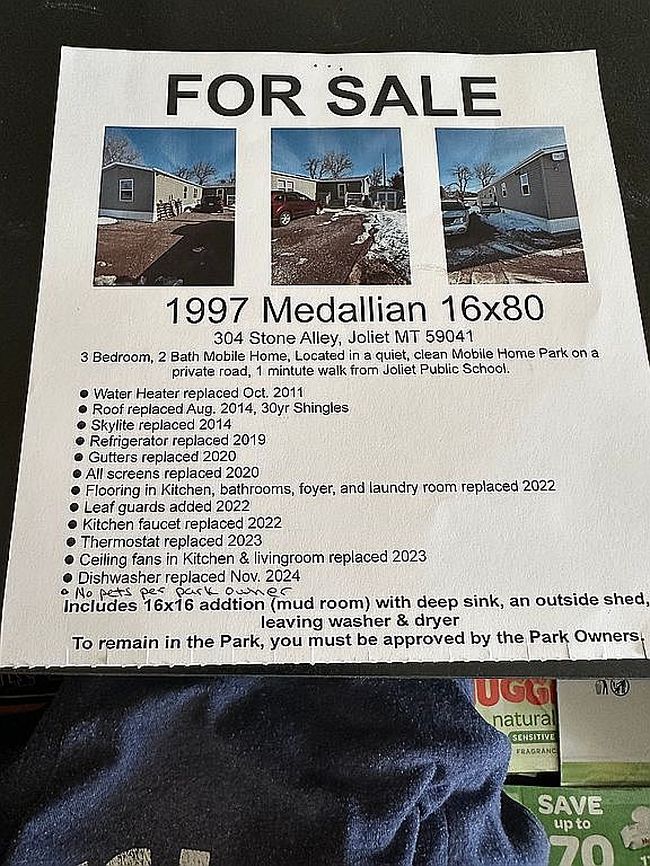 FOR SALE
1997 Medallian 16x80
304 Stone Alley, Joliet MT 59041
3 Bedroom, 2 Bath Mobile Home, Located in a quiet, clean Mobile Home Park on a
private road, 1 mintute walk from Joliet Public School.
● Water Heater replaced Oct. 2011
● Roof replaced Aug. 2014, 30yr Shingles
● Skylite replaced 2014
● Refrigerator replaced 2019
● Gutters replaced 2020
● All screens replaced 2020
● Flooring in Kitchen, bathrooms, foyer, and laundry room replaced 2022
● Leaf guards added 2022
● Kitchen faucet replaced 2022
● Thermostat replaced 2023
● Ceiling fans in Kitchen & livingroom replaced 2023
● Dishwasher replaced Nov. 2024
• No pets per park owner
Includes 16x16 addtion (mud room) with deep sink, an outside shed,
leaving washer & dryer
To remain in the Park, you must be approved by the Park Owners.
UGG
natural
SENSITIVE
FRAGRANC
SAVE
up to
70